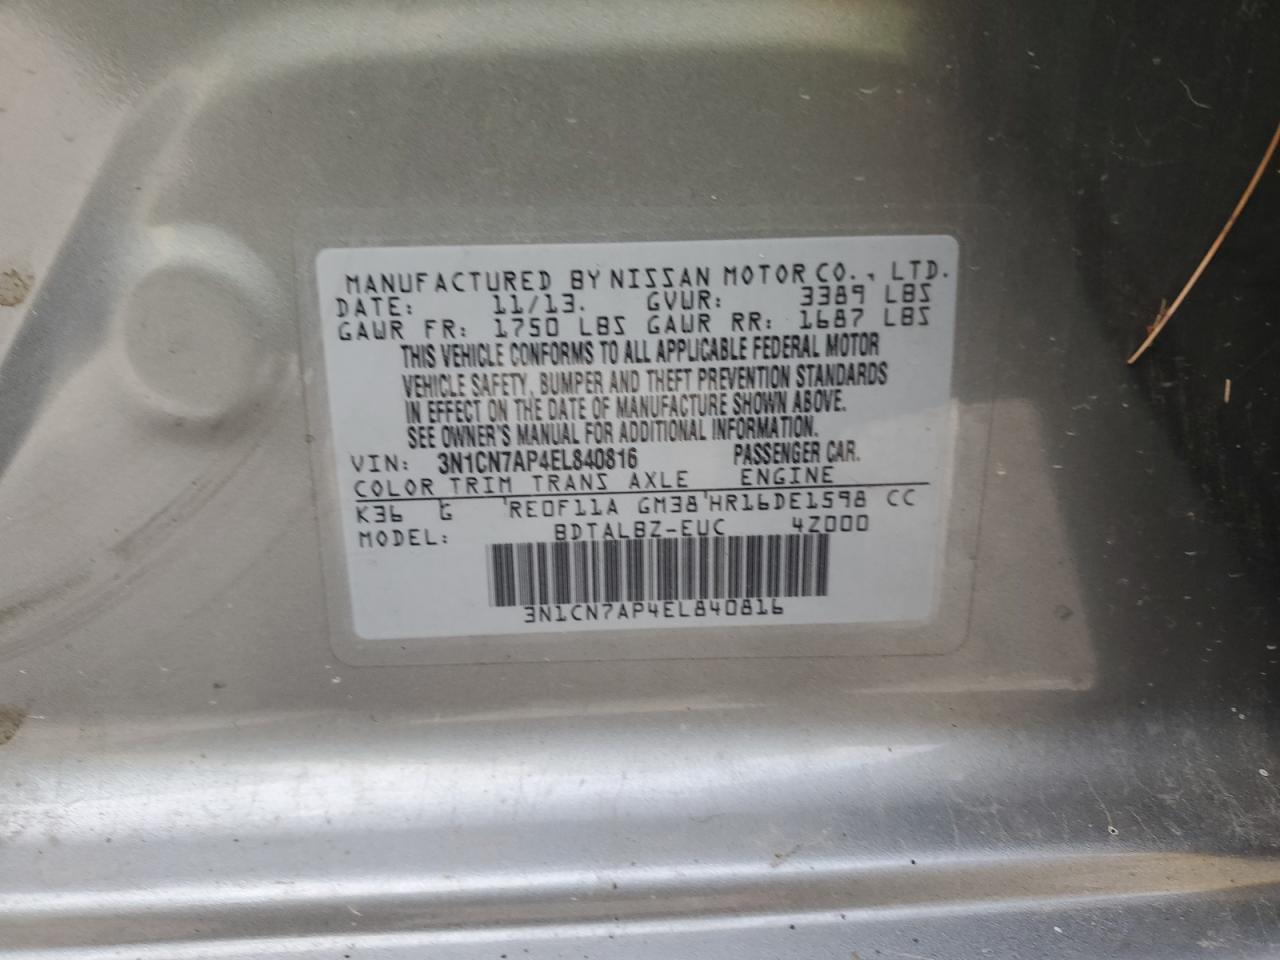 MANUFACTURED BY NISSAN MOTOR CO., LTD.
DATE: 11/13. GVWR: 3389 LBS
GAWR FR: 1750 LBS GAWR RR: 1687 LBS
THIS VEHICLE CONFORMS TO ALL APPLICABLE FEDERAL MOTOR
VEHICLE SAFETY, BUMPER AND THEFT PREVENTION STANDARDS
IN EFFECT ON THE DATE OF MANUFACTURE SHOWN ABOVE.
SEE OWNER'S MANUAL FOR ADDITIONAL INFORMATION.
VIN: 3N1CN7AP4EL840816 PASSENGER CAR.
COLOR TRIM TRANS AXLE ENGINE
K36 G 'RE0F11A GM38'HR16DE1598 CC
MODEL: BDTALBZ-EUC 4Z000
3N1CN7AP4EL840816